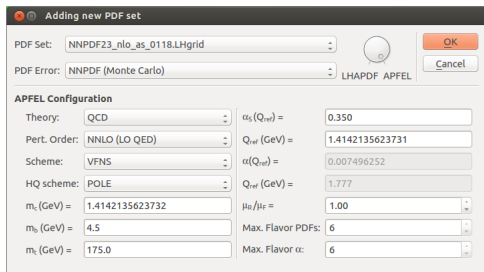 Adding new PDF set
PDF Set: NNPDF23_nlo_as_0118.LHgrid
OK
PDF Error: NNPDF (Monte Carlo)
LHAPDF APFEL
Cancel
APFEL Configuration
Theory: QCD αS(Qref) = 0.350
Pert. Order: NNLO (LO QED) Qref (GeV) = 1.4142135623731
Scheme: VFNS α(Qref) = 0.007496252
HQ scheme: POLE Qref (GeV) = 1.777
mc (GeV) = 1.4142135623732 μR/μF = 1.00
mb (GeV) = 4.5 Max. Flavor PDFs: 6
mt (GeV) = 175.0 Max. Flavor α: 6